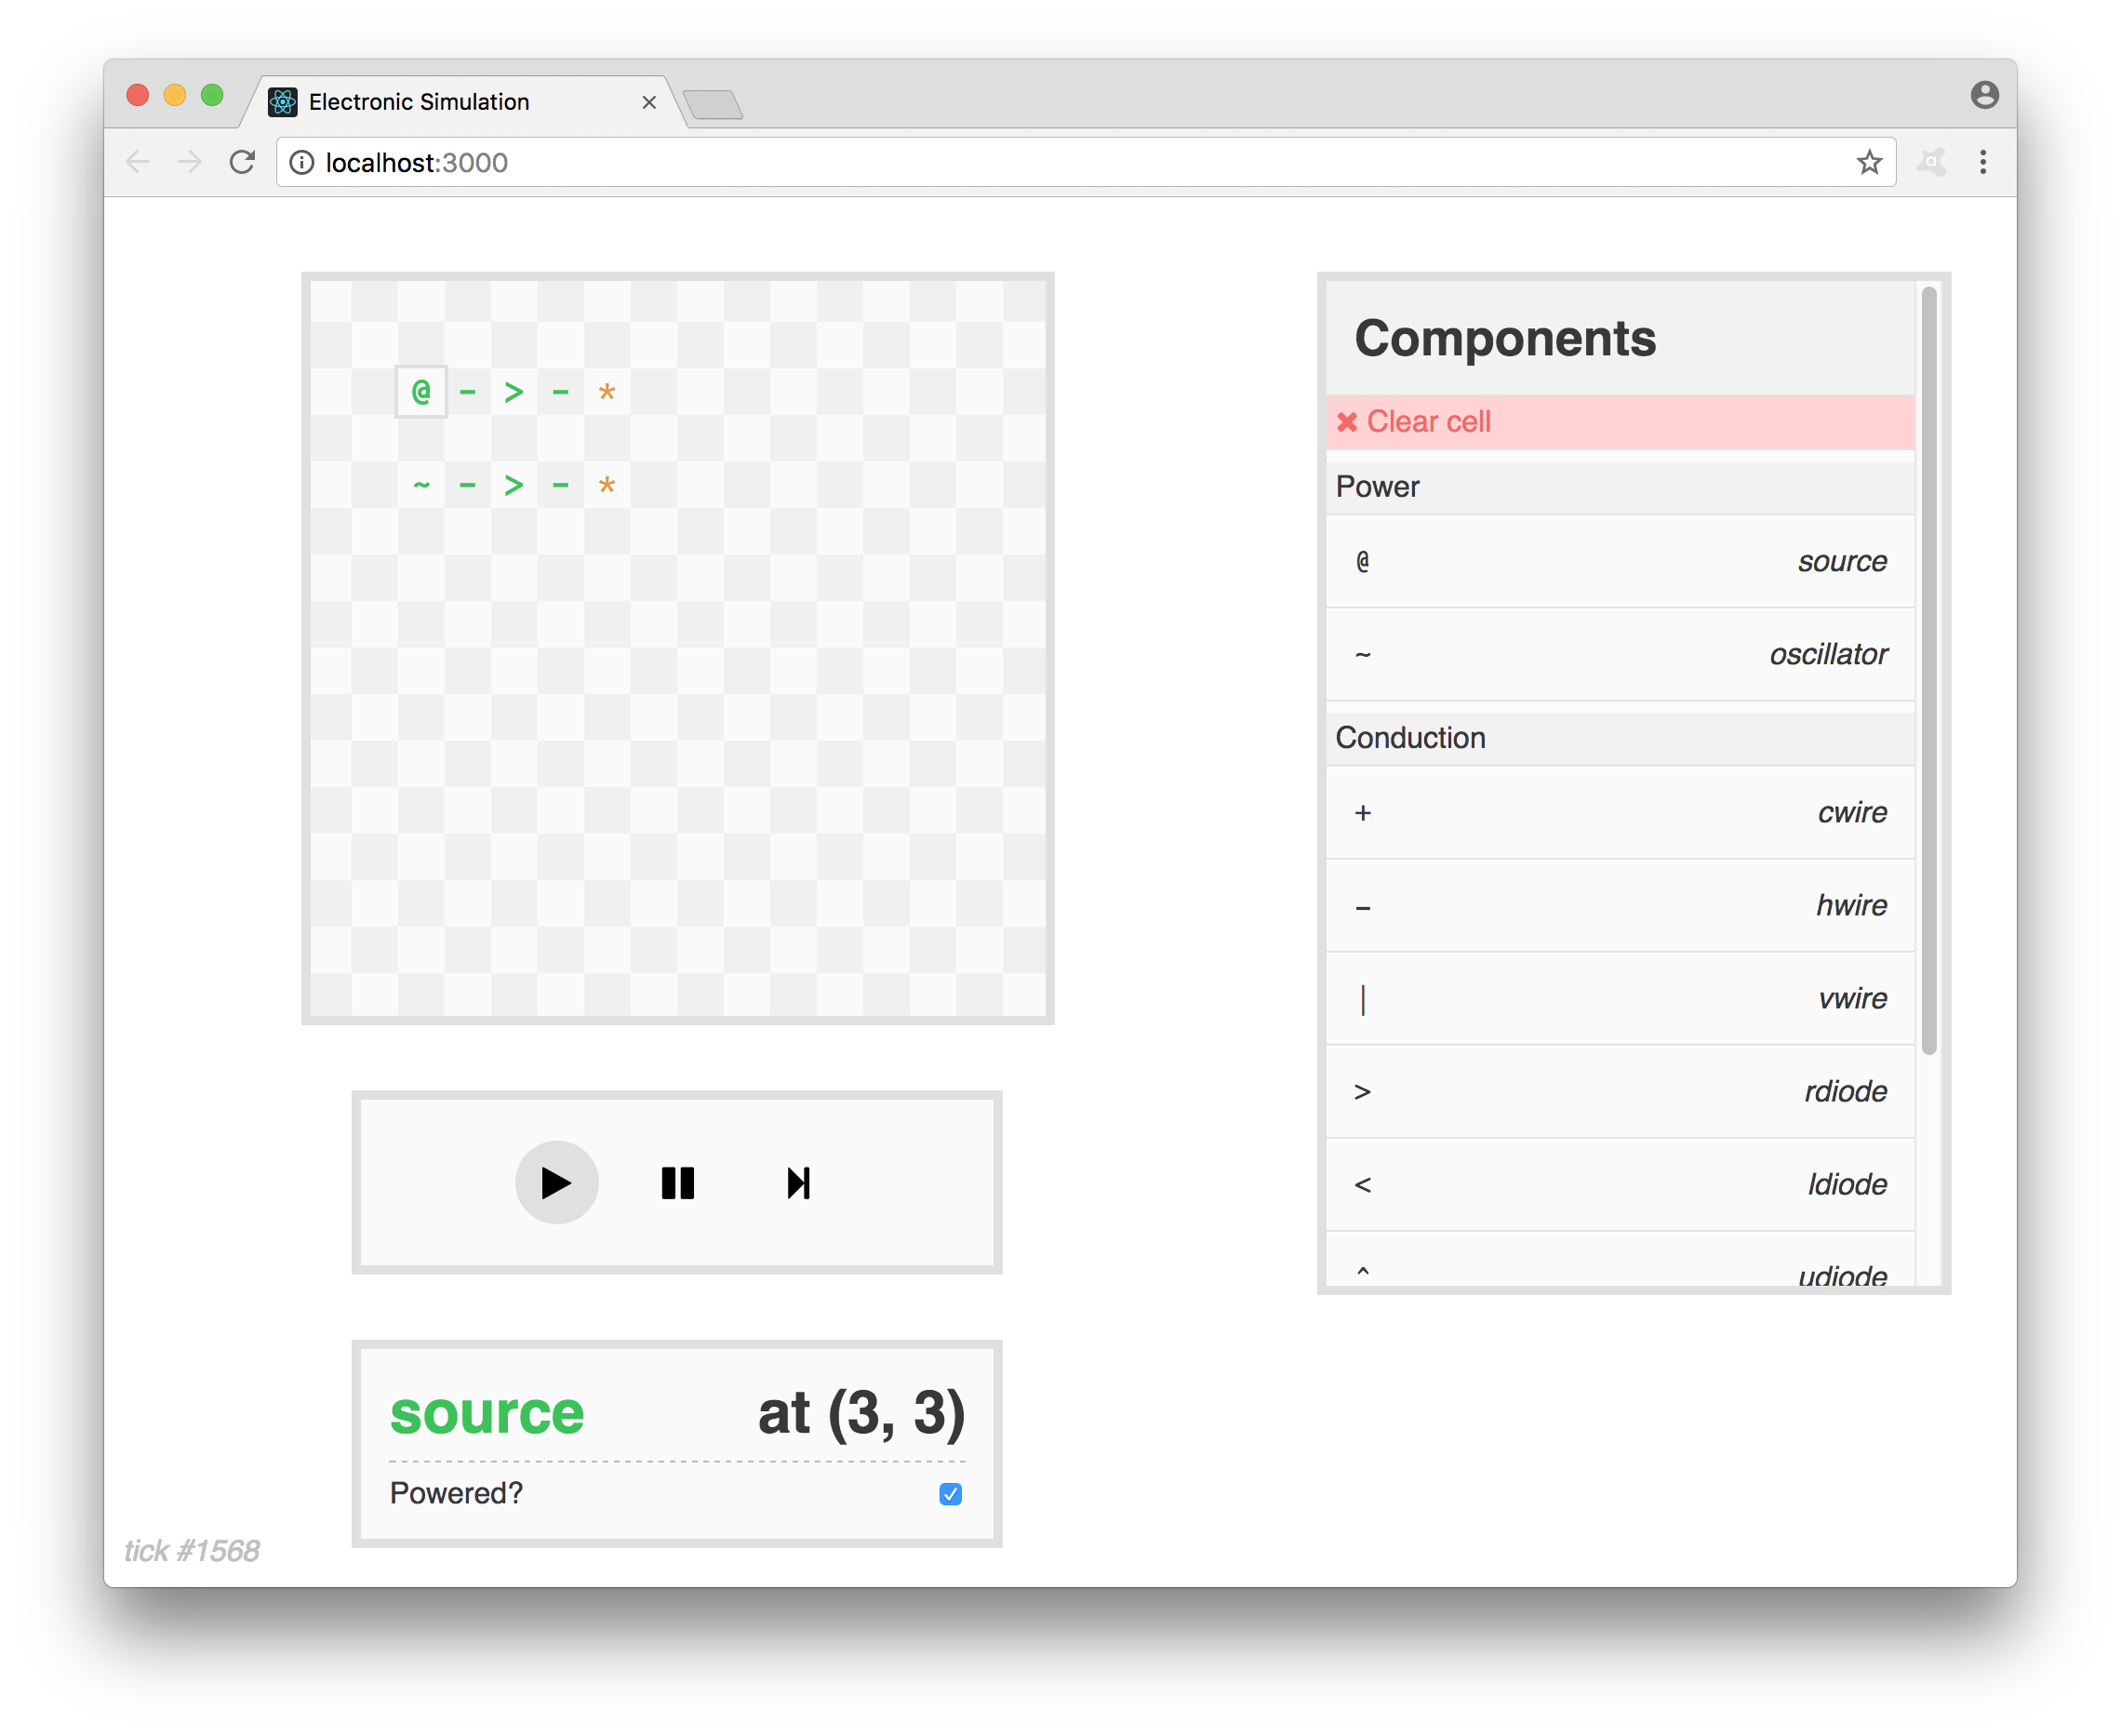 Electronic Simulation
localhost:3000
@ - > - *
~ - > - *
source at (3, 3)
Powered?
tick #1568
Components
Clear cell
Power
@ source
~ oscillator
Conduction
+ cwire
- hwire
| vwire
> rdiode
< ldiode
^ udiode